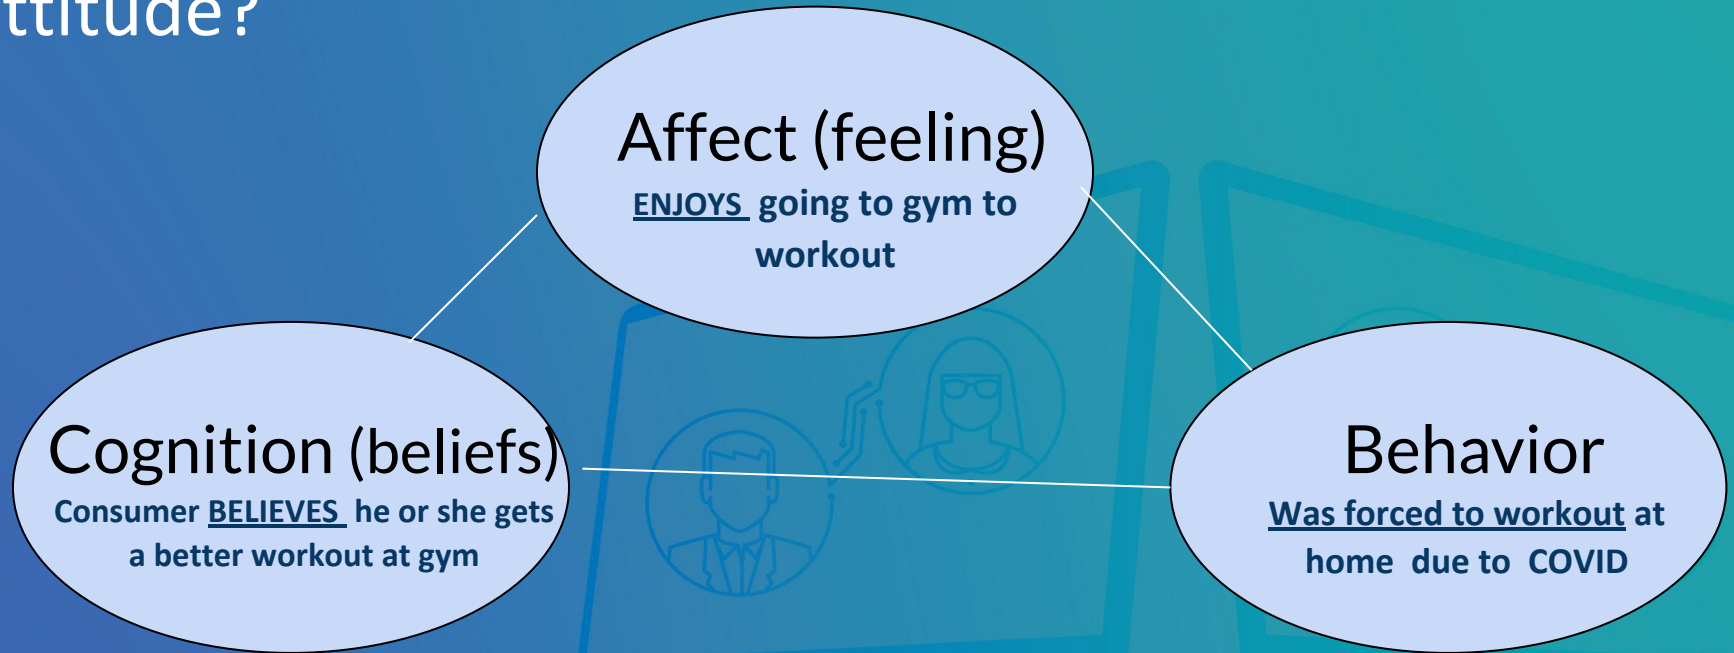 ttitude?
Affect (feeling)
ENJOYS going to gym to
workout
Cognition (beliefs)
Consumer BELIEVES he or she gets
a better workout at gym
Behavior
Was forced to workout at
home due to COVID